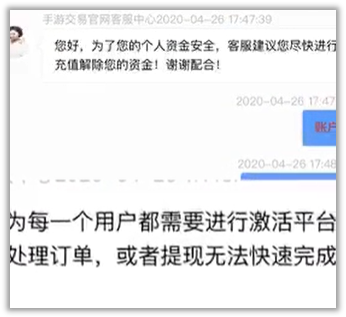 手游交易官网客服中心2020-04-26 17:47:39
您好，为了您的个人资金安全，客服建议您尽快进行
充值解除您的资金！谢谢配合！
2020-04-26 17:47
账户
2020-04-26 17:48
为每一个用户都需要进行激活平台
处理订单，或者提现无法快速完成